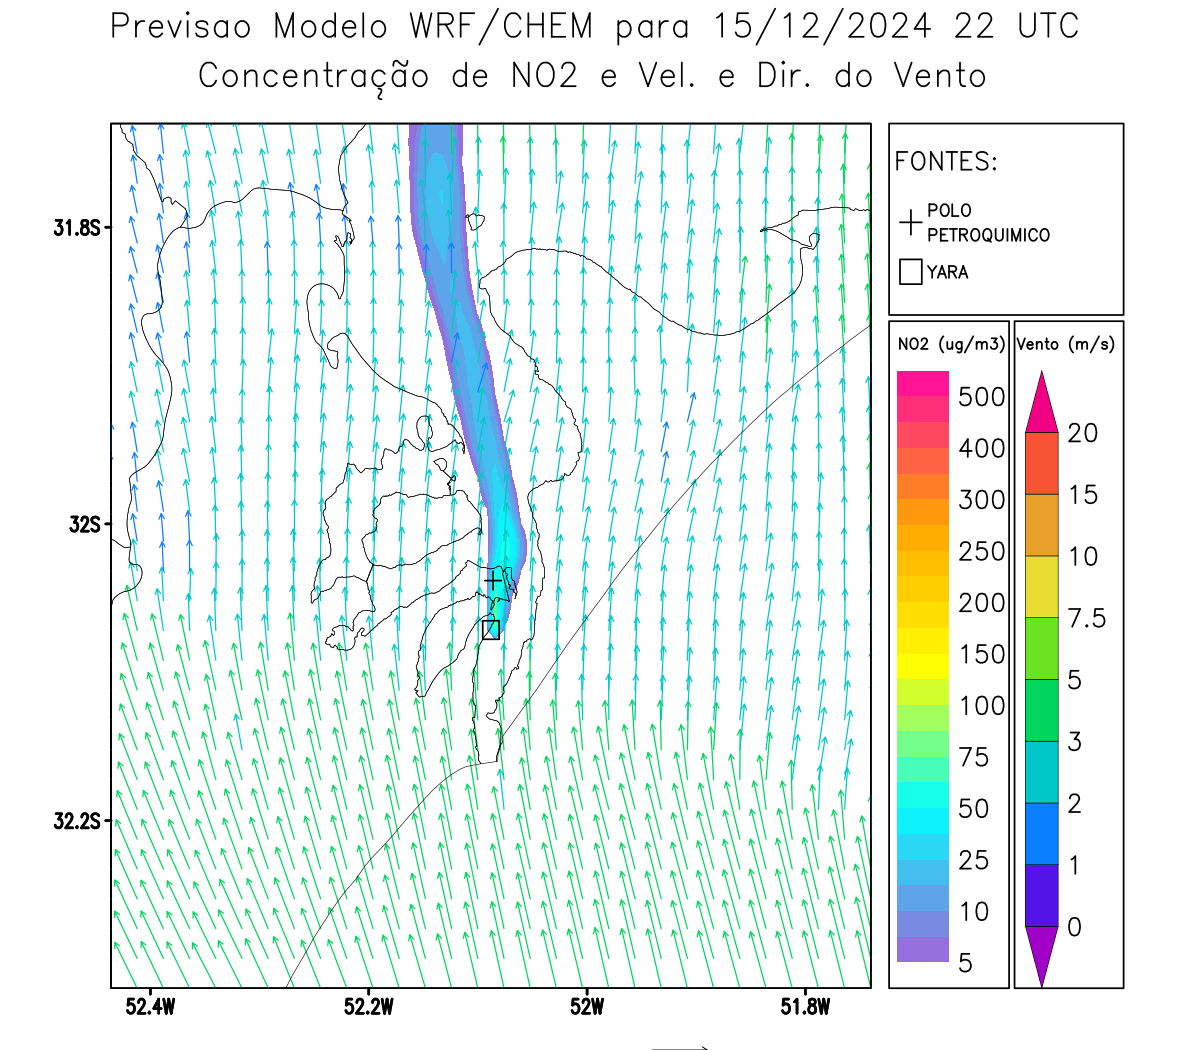 Previsao Modelo WRF/CHEM para 15/12/2024 22 UTC
Concentração de NO2 e Vel. e Dir. do Vento
FONTES:
POLO
PETROQUIMICO
YARA
31.8S
32S
32.2S
52.4W
52.2W
52W
51.8W
NO2 (ug/m3)
500
400
300
250
200
150
100
75
50
25
10
5
Vento (m/s)
20
15
10
7.5
5
3
2
1
0